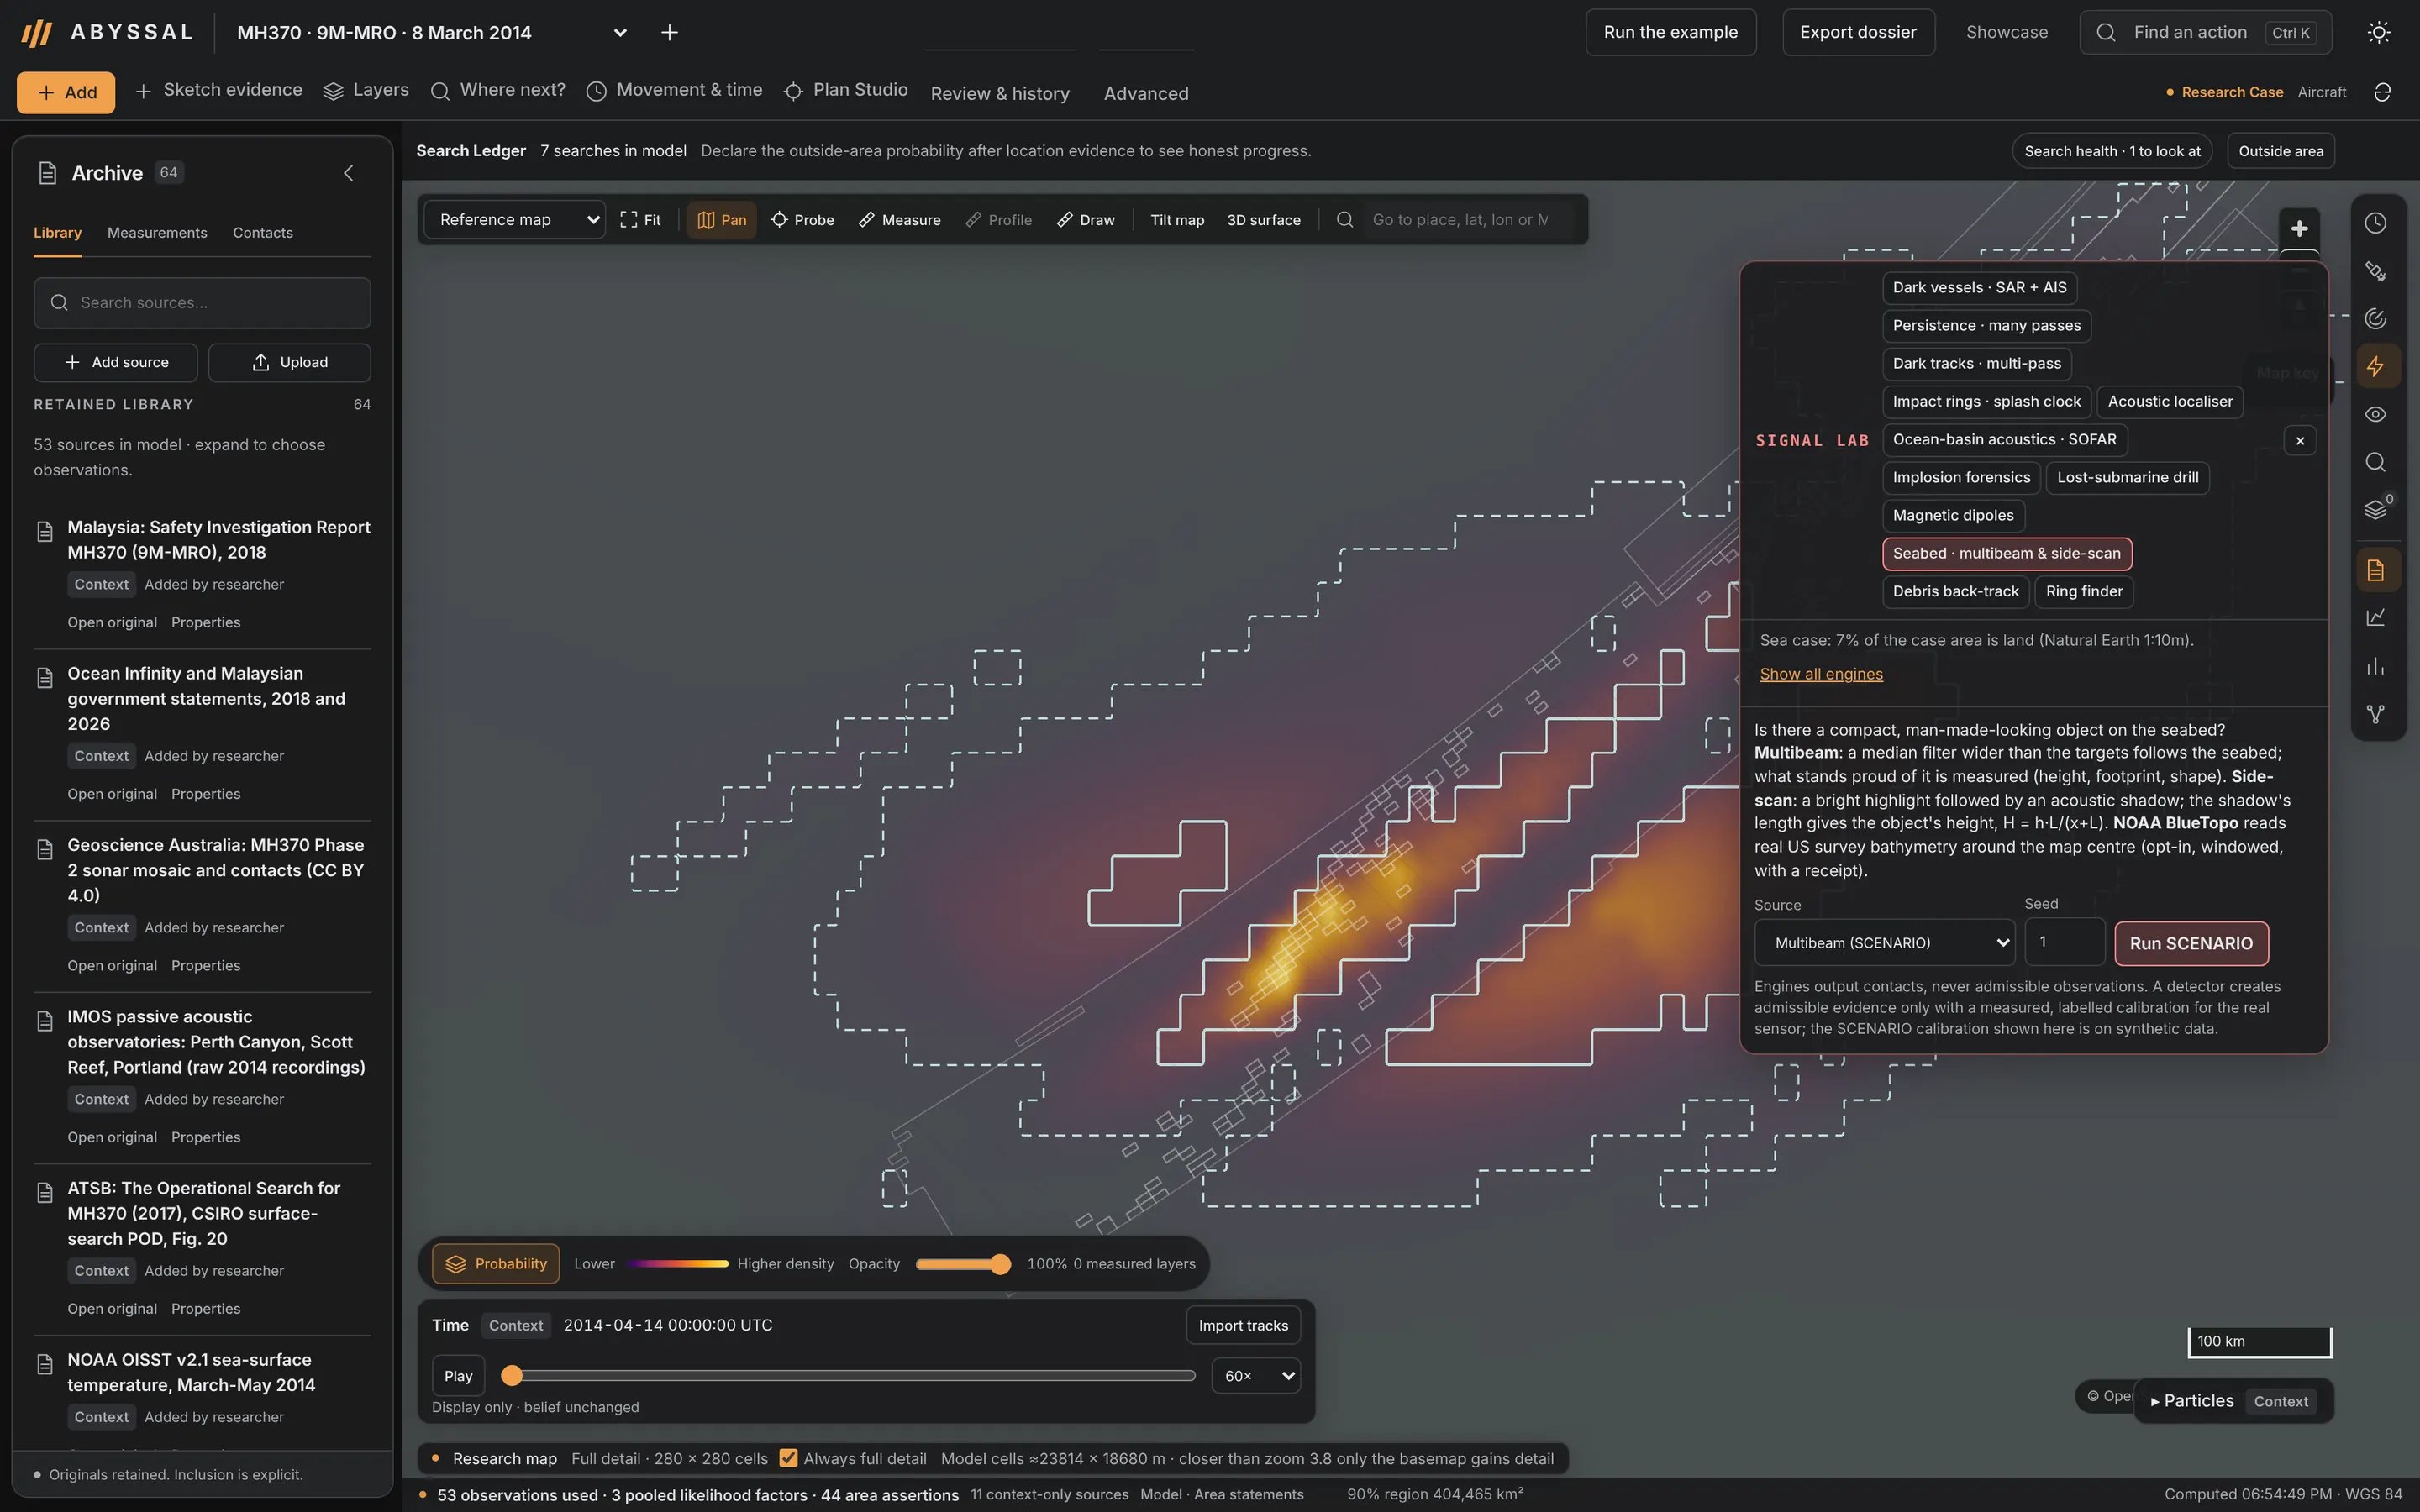 ABYSSAL
MH370 · 9M-MRO · 8 March 2014
Run the example
Export dossier
Showcase
Find an action
Ctrl K
Add
Sketch evidence
Layers
Where next?
Movement & time
Plan Studio
Review & history
Advanced
Research Case
Aircraft
Archive 64
Library
Measurements
Contacts
Search sources...
Add source
Upload
RETAINED LIBRARY 64
53 sources in model · expand to choose
observations.
Malaysia: Safety Investigation Report
MH370 (9M-MRO), 2018
Context Added by researcher
Open original Properties
Ocean Infinity and Malaysian
government statements, 2018 and
2026
Context Added by researcher
Open original Properties
Geoscience Australia: MH370 Phase
2 sonar mosaic and contacts (CC BY
4.0)
Context Added by researcher
Open original Properties
IMOS passive acoustic
observatories: Perth Canyon, Scott
Reef, Portland (raw 2014 recordings)
Context Added by researcher
Open original Properties
ATSB: The Operational Search for
MH370 (2017), CSIRO surface-
search POD, Fig. 20
Context Added by researcher
Open original Properties
NOAA OISST v2.1 sea-surface
temperature, March-May 2014
Context Added by researcher
Originals retained. Inclusion is explicit.
Search Ledger 7 searches in model Declare the outside-area probability after location evidence to see honest progress.
Search health · 1 to look at
Outside area
Reference map
Fit
Pan
Probe
Measure
Profile
Draw
Tilt map
3D surface
Go to place, lat, lon or M
Map key
0
SIGNAL LAB
Dark vessels · SAR + AIS
Persistence · many passes
Dark tracks · multi-pass
Impact rings · splash clock
Acoustic localiser
Ocean-basin acoustics · SOFAR
Implosion forensics
Lost-submarine drill
Magnetic dipoles
Seabed · multibeam & side-scan
Debris back-track
Ring finder
Sea case: 7% of the case area is land (Natural Earth 1:10m).
Show all engines
Is there a compact, man-made-looking object on the seabed?
Multibeam: a median filter wider than the targets follows the seabed;
what stands proud of it is measured (height, footprint, shape). Side-
scan: a bright highlight followed by an acoustic shadow; the shadow's
length gives the object's height, H = h·L/(x+L). NOAA BlueTopo reads
real US survey bathymetry around the map centre (opt-in, windowed,
with a receipt).
Source
Seed
Multibeam (SCENARIO)
1
Run SCENARIO
Engines output contacts, never admissible observations. A detector creates
admissible evidence only with a measured, labelled calibration for the real
sensor; the SCENARIO calibration shown here is on synthetic data.
Probability
Lower
Higher density
Opacity
100%
0 measured layers
Time Context 2014-04-14 00:00:00 UTC
Import tracks
Play
60×
Display only · belief unchanged
100 km
© Oper
Particles Context
Research map Full detail · 280 × 280 cells Always full detail Model cells ≈23814 × 18680 m · closer than zoom 3.8 only the basemap gains detail
53 observations used · 3 pooled likelihood factors · 44 area assertions 11 context-only sources Model · Area statements 90% region 404,465 km²
Computed 06:54:49 PM · WGS 84